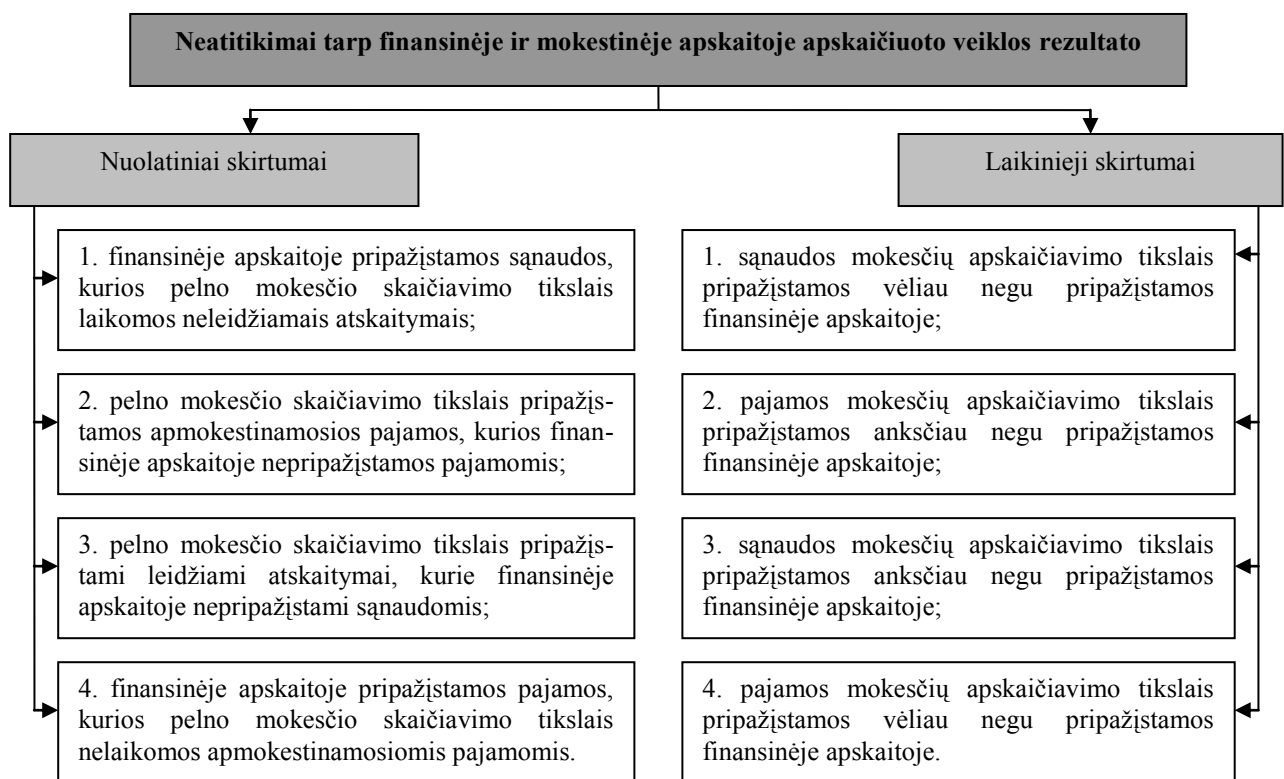 Neatitikimai tarp finansinėje ir mokestinėje apskaitoje apskaičiuoto veiklos rezultato
Nuolatiniai skirtumai
1. finansinėje apskaitoje pripažįstamos sąnaudos,
kurios pelno mokesčio skaičiavimo tikslais
laikomos neleidžiamais atskaitymais;
2. pelno mokesčio skaičiavimo tikslais pripažįs-
tamos apmokestinamosios pajamos, kurios finan-
sinėje apskaitoje nepripažįstamos pajamomis;
3. pelno mokesčio skaičiavimo tikslais pripažįs-
tami leidžiami atskaitymai, kurie finansinėje
apskaitoje nepripažįstami sąnaudomis;
4. finansinėje apskaitoje pripažįstamos pajamos,
kurios pelno mokesčio skaičiavimo tikslais
nelaikomos apmokestinamosiomis pajamomis.
Laikinieji skirtumai
1. sąnaudos mokesčių apskaičiavimo tikslais
pripažįstamos vėliau negu pripažįstamos
finansinėje apskaitoje;
2. pajamos mokesčių apskaičiavimo tikslais
pripažįstamos anksčiau negu pripažįstamos
finansinėje apskaitoje;
3. sąnaudos mokesčių apskaičiavimo tikslais
pripažįstamos anksčiau negu pripažįstamos
finansinėje apskaitoje;
4. pajamos mokesčių apskaičiavimo tikslais
pripažįstamos vėliau negu pripažįstamos
finansinėje apskaitoje.